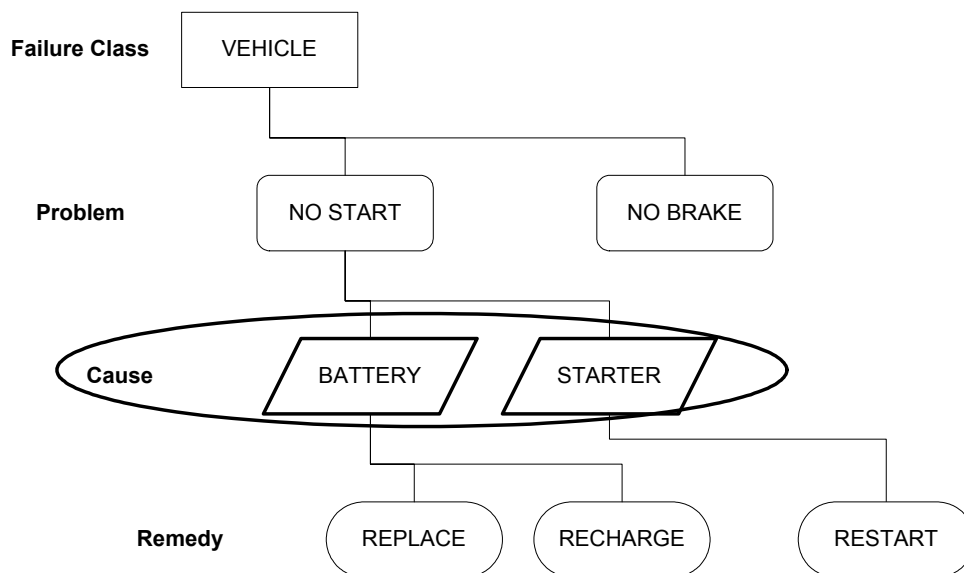 Failure Class
VEHICLE
Problem
NO START
NO BRAKE
Cause
BATTERY
STARTER
Remedy
REPLACE
RECHARGE
RESTART